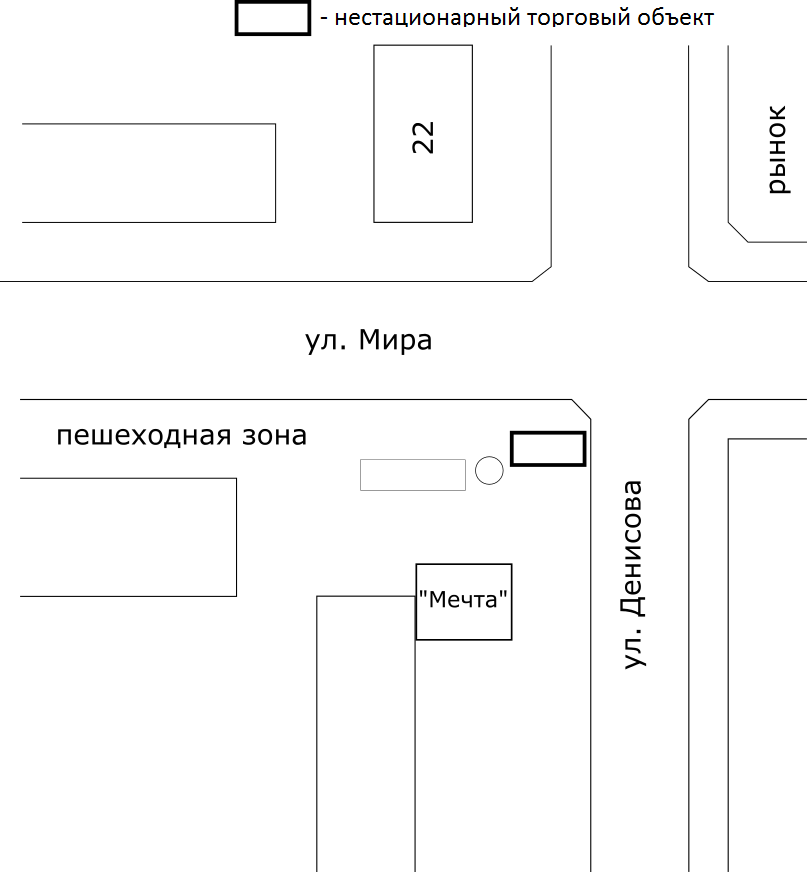 - нестационарный торговый объект
22
рынок
ул. Мира
пешеходная зона
ул. Денисова
"Мечта"